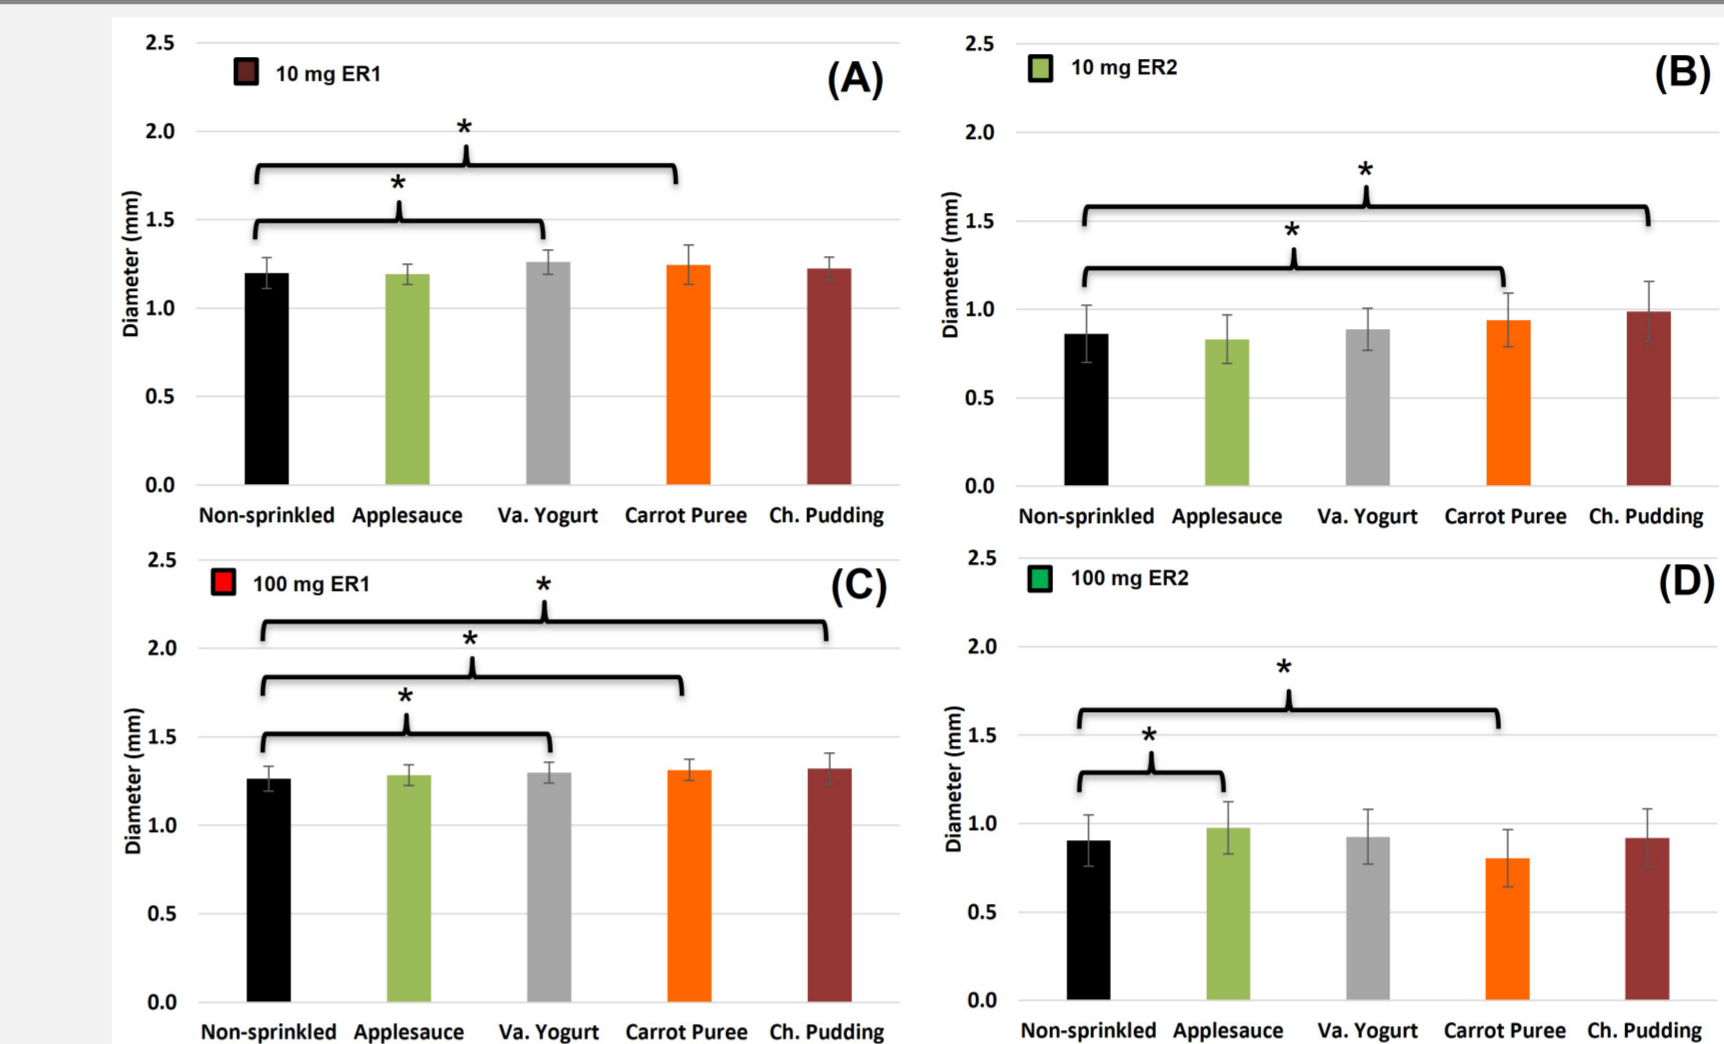 2.5
10 mg ER1
(A)
2.0
*
*
1.5
1.0
0.5
0.0
Diameter (mm)
Non-sprinkled Applesauce Va. Yogurt Carrot Puree Ch. Pudding
2.5
10 mg ER2
(B)
2.0
*
*
1.5
1.0
0.5
0.0
Diameter (mm)
Non-sprinkled Applesauce Va. Yogurt Carrot Puree Ch. Pudding
2.5
100 mg ER1
(C)
*
*
*
2.0
1.5
1.0
0.5
0.0
Diameter (mm)
Non-sprinkled Applesauce Va. Yogurt Carrot Puree Ch. Pudding
2.5
100 mg ER2
(D)
2.0
*
*
1.5
1.0
0.5
0.0
Diameter (mm)
Non-sprinkled Applesauce Va. Yogurt Carrot Puree Ch. Pudding